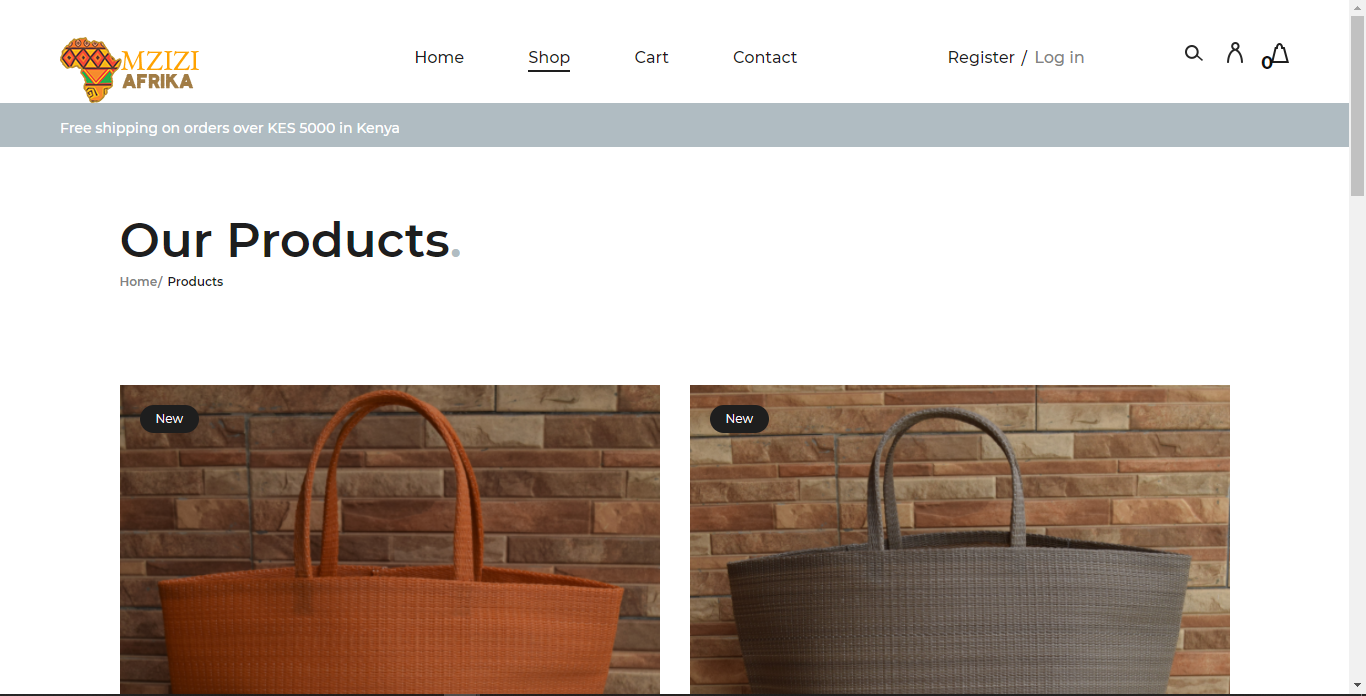 MZIZI
AFRIKA
Home Shop Cart Contact Register / Log in 0
Free shipping on orders over KES 5000 in Kenya
Our Products.
Home/ Products
New New